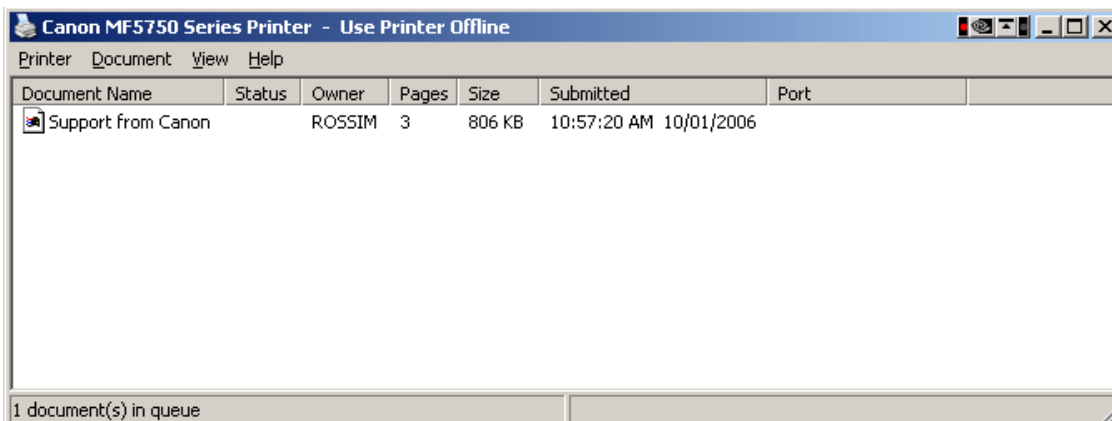 Canon MF5750 Series Printer - Use Printer Offline
Printer Document View Help
Document Name Status Owner Pages Size Submitted Port
Support from Canon ROSSIM 3 806 KB 10:57:20 AM 10/01/2006
1 document(s) in queue